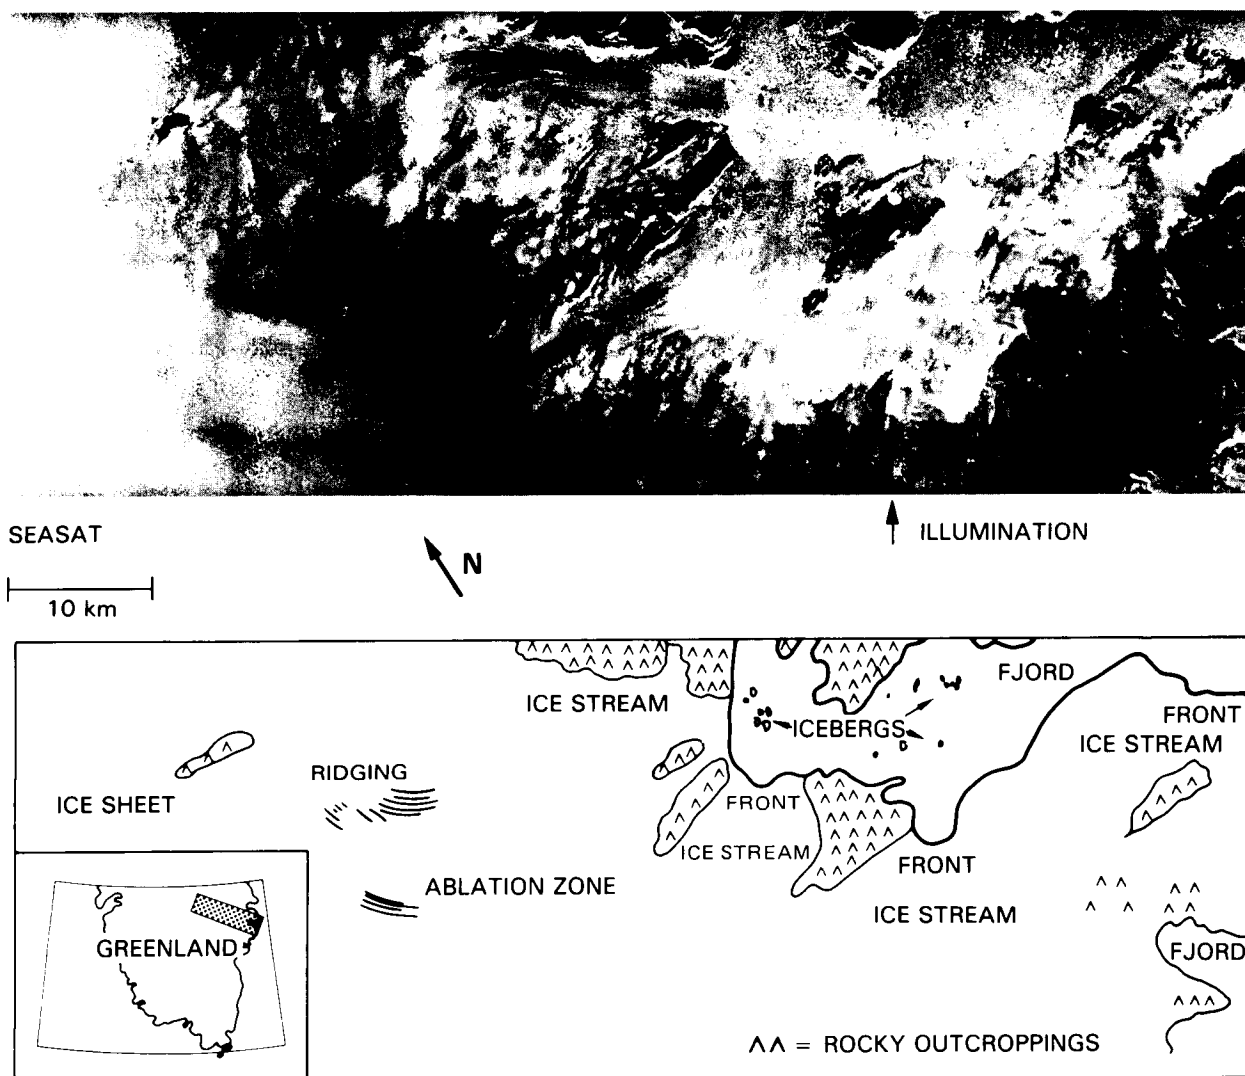 SEASAT
N
ILLUMINATION
10 km
FJORD
ICE STREAM
ICEBERGS
FRONT
ICE STREAM
RIDGING
ICE SHEET
FRONT
ICE STREAM
FRONT
ABLATION ZONE
ICE STREAM
GREENLAND
FJORD
= ROCKY OUTCROPPINGS